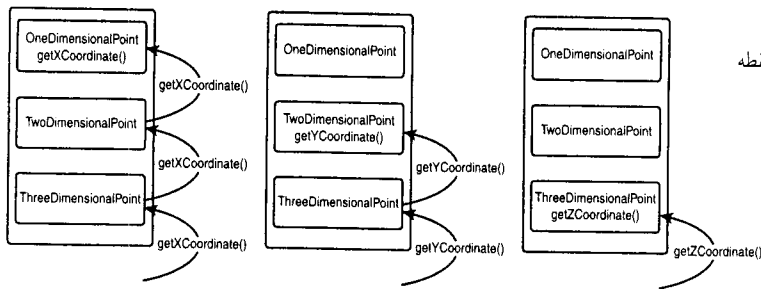 OneDimensionalPoint
getXCoordinate()
getXCoordinate()
TwoDimensionalPoint
getXCoordinate()
ThreeDimensionalPoint
getXCoordinate()
OneDimensionalPoint
TwoDimensionalPoint
getYCoordinate()
getYCoordinate()
ThreeDimensionalPoint
getYCoordinate()
OneDimensionalPoint
TwoDimensionalPoint
ThreeDimensionalPoint
getZCoordinate()
getZCoordinate()